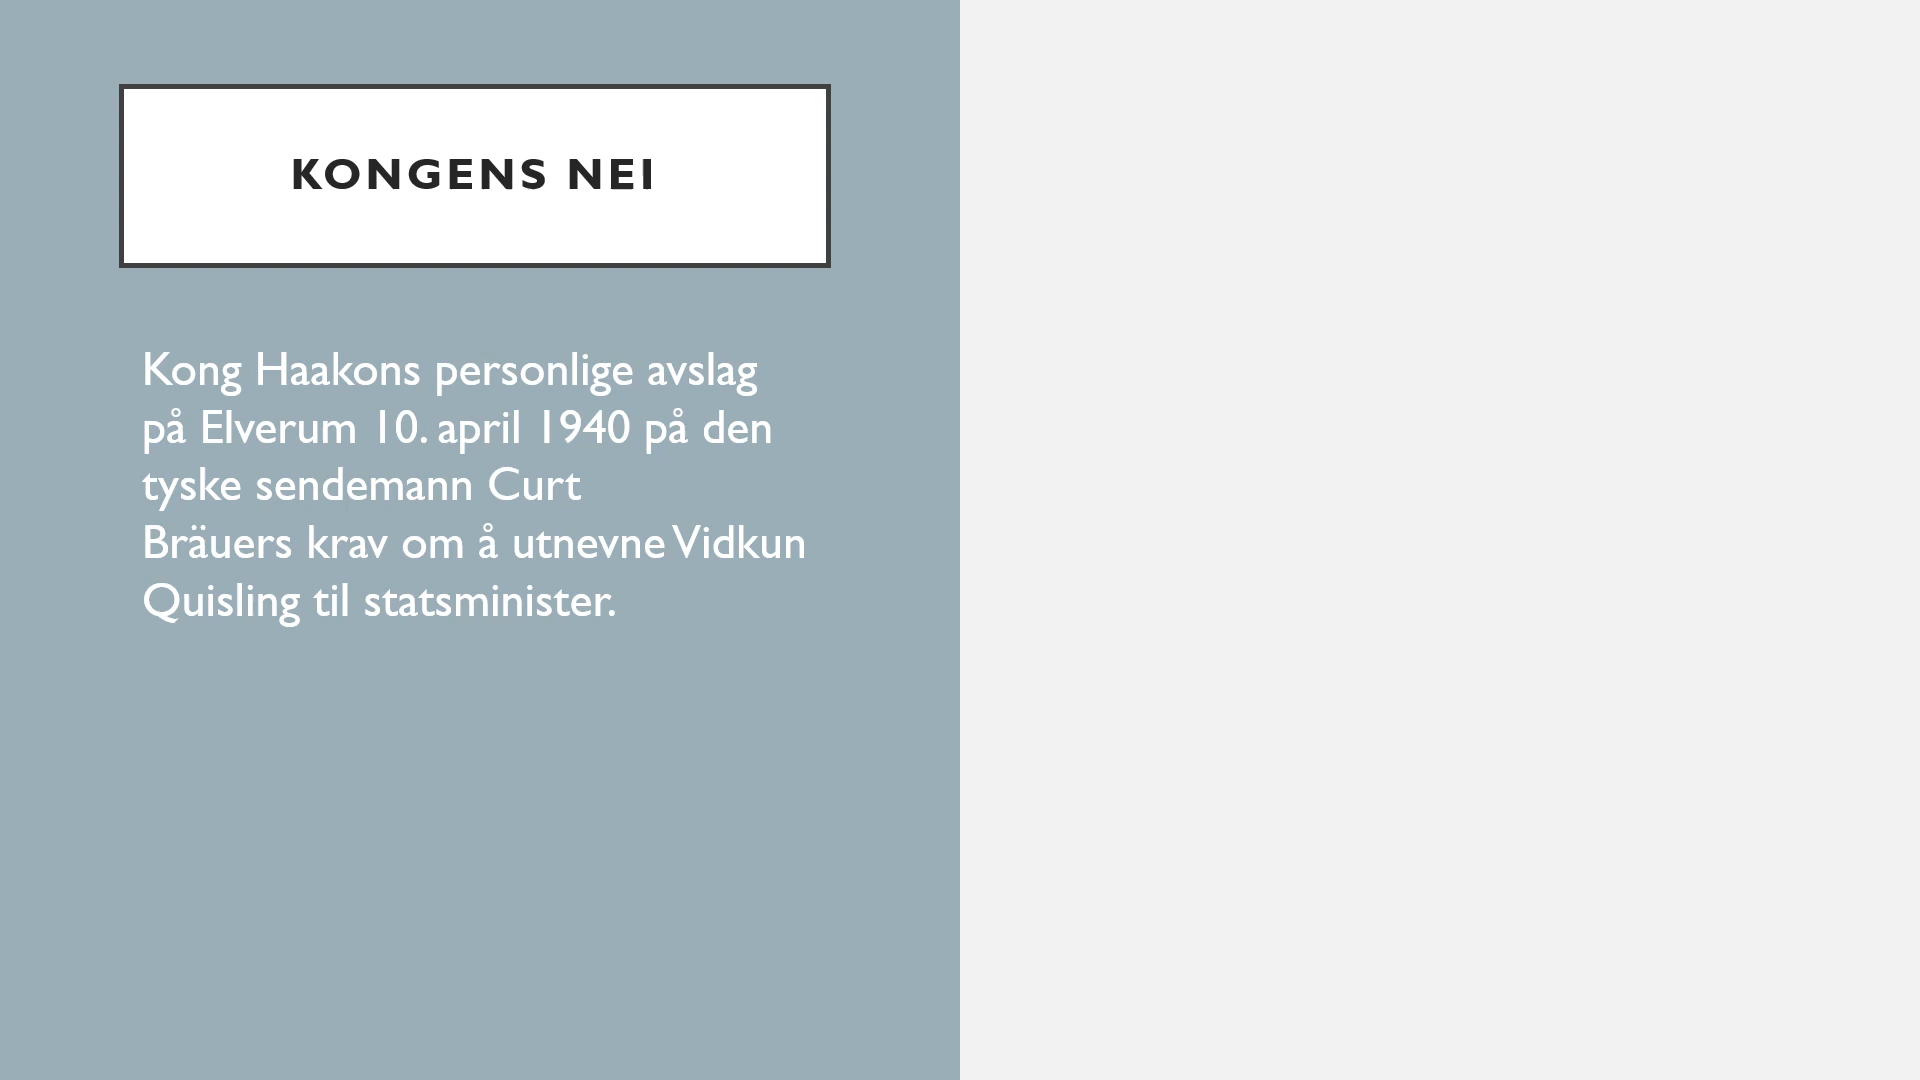 KONGENS NEI
Kong Haakons personlige avslag
på Elverum 10. april 1940 på den
tyske sendemann Curt
Bräuers krav om å utnevne Vidkun
Quisling til statsminister.